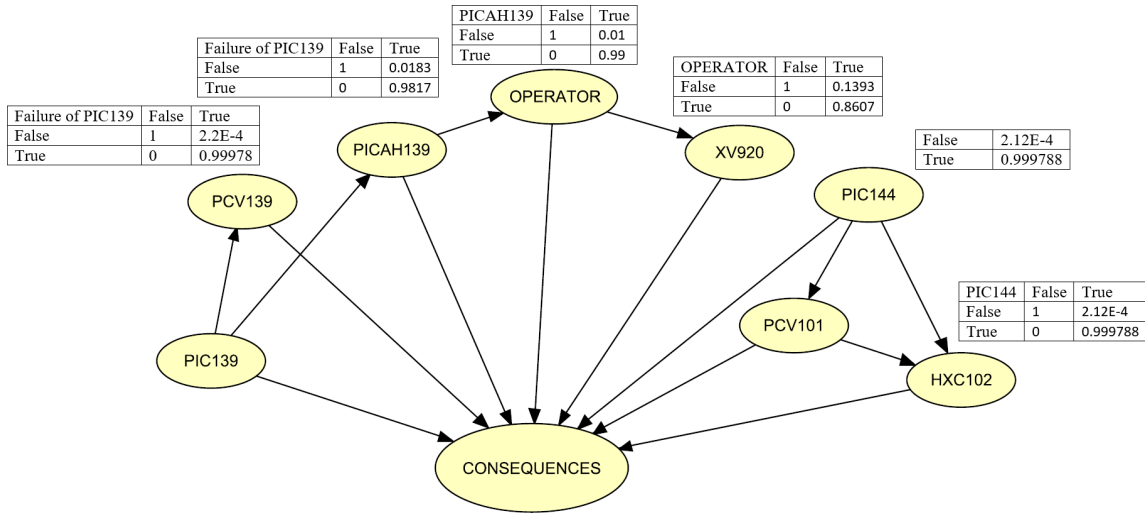 PICAH139 False True
False 1 0.01
True 0 0.99
Failure of PIC139 False True
False 1 0.0183
True 0 0.9817
OPERATOR False True
False 1 0.1393
True 0 0.8607
Failure of PIC139 False True
False 1 2.2E-4
True 0 0.99978
False 2.12E-4
True 0.999788
OPERATOR
PICAH139
XV920
PCV139
PIC144
PIC144 False True
False 1 2.12E-4
True 0 0.999788
PCV101
PIC139
HXC102
CONSEQUENCES